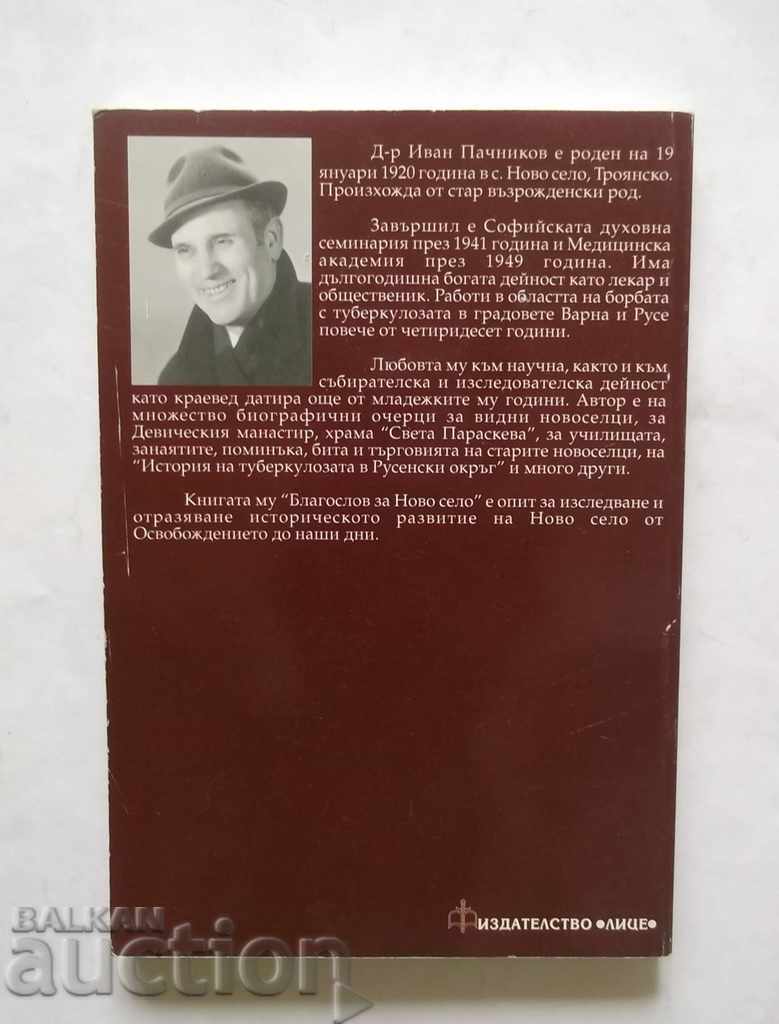 Д-р Иван Пачников е роден на 19
януари 1920 година в с. Ново село, Троянско.
Произхожда от стар възрожденски род.
Завършил е Софийската духовна
семинария през 1941 година и Медицинска
академия през 1949 година. Има
дългогодишна богата дейност като лекар и
общественик. Работи в областта на борбата
с туберкулозата в градовете Варна и Русе
повече от четиридесет години.
Любовта му към научна, както и към
събирателска и изследователска дейност
като краевед датира още от младежките му години. Автор е на
множество биографични очерци за видни новоселци, за
Девическия манастир, храма “Света Параскева”, за училищата,
занаятите, поминъка, бита и търговията на старите новоселци, на
“История на туберкулозата в Русенски окръг” и много други.
Книгата му “Благослов за Ново село” е опит за изследване и
отразяване историческото развитие на Ново село от
Освобождението до наши дни.
ИЗДАТЕЛСТВО •ЛИЦЕ•
BALKAN
auction